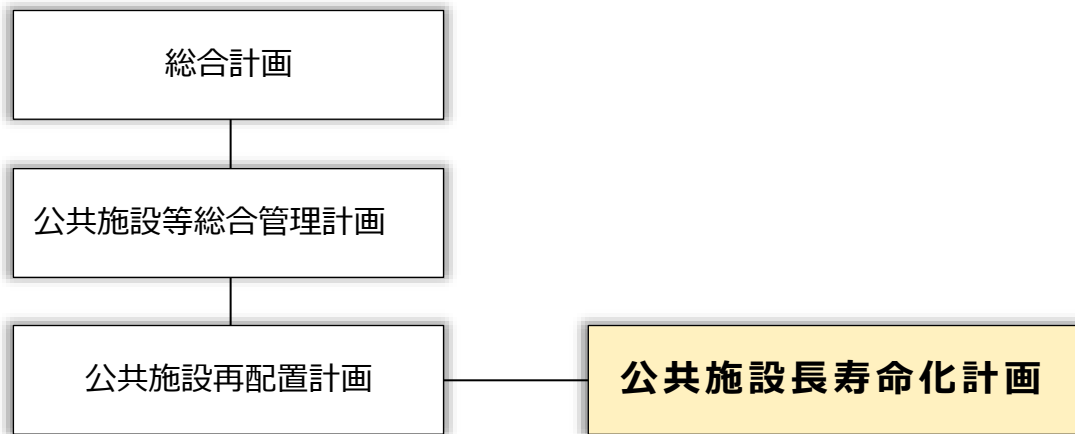 総合計画
公共施設等総合管理計画
公共施設再配置計画
公共施設長寿命化計画